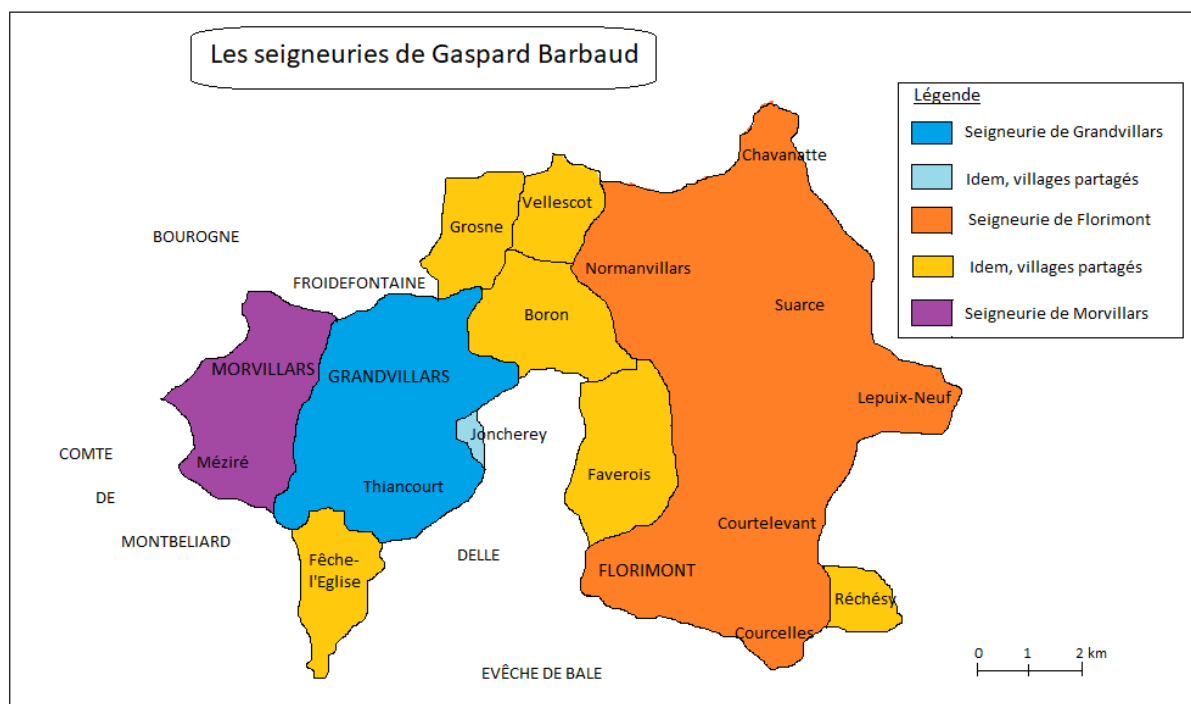 Les seigneuries de Gaspard Barbaud
Légende
Seigneurie de Grandvillars
Idem, villages partagés
Seigneurie de Florimont
Idem, villages partagés
Seigneurie de Morvillars
Chavanatte
Vellescot
Grosne
BOUROGNE
Normanvillars
FROIDEFONTAINE
Suarce
Boron
MORVILLARS
GRANDVILLARS
Lepuix-Neuf
Joncherey
COMTE
DE
MONTBELIARD
Méziré
Thiancourt
Faverois
Courtelevant
DELLE
Fêche-
l'Eglise
FLORIMONT
Réchésy
Courcelles
EVÊCHE DE BALE
0 1 2 km